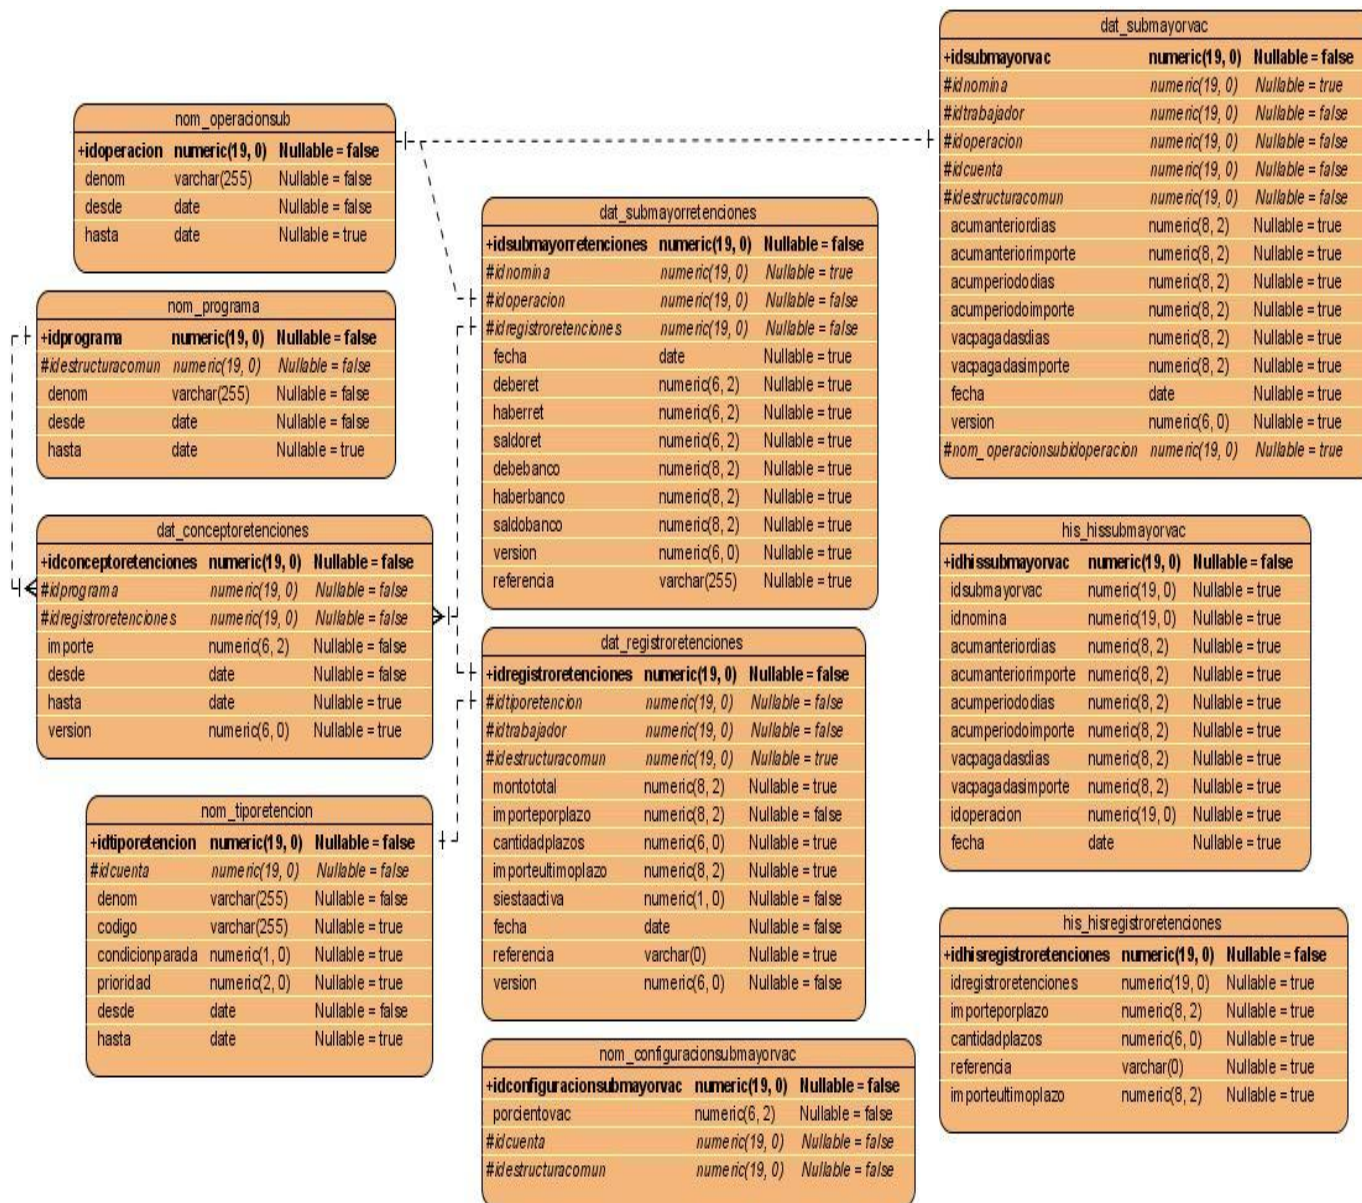 nom_operacionsub
+idoperacion numeric(19, 0) Nullable = false
denom varchar(255) Nullable = false
desde date Nullable = false
hasta date Nullable = true
nom_programa
+idprograma numeric(19, 0) Nullable = false
#idestructuracomun numeric(19, 0) Nullable = false
denom varchar(255) Nullable = false
desde date Nullable = false
hasta date Nullable = true
dat_conceptoretenciones
+idconceptoretenciones numeric(19, 0) Nullable = false
#idprograma numeric(19, 0) Nullable = false
#idregistroretenciones numeric(19, 0) Nullable = false
importe numeric(6, 2) Nullable = false
desde date Nullable = false
hasta date Nullable = true
version numeric(6, 0) Nullable = true
nom_tiporetencion
+idtiporetencion numeric(19, 0) Nullable = false
#idcuenta numeric(19, 0) Nullable = false
denom varchar(255) Nullable = false
codigo varchar(255) Nullable = true
condicionparada numeric(1, 0) Nullable = true
prioridad numeric(2, 0) Nullable = true
desde date Nullable = false
hasta date Nullable = true
dat_submayorretenciones
+idsubmayorretenciones numeric(19, 0) Nullable = false
#idnomina numeric(19, 0) Nullable = true
#idoperacion numeric(19, 0) Nullable = false
#idregistroretenciones numeric(19, 0) Nullable = false
fecha date Nullable = true
deberet numeric(6, 2) Nullable = true
haberret numeric(6, 2) Nullable = true
saldoret numeric(6, 2) Nullable = true
debebanco numeric(8, 2) Nullable = true
haberbanco numeric(8, 2) Nullable = true
saldobanco numeric(8, 2) Nullable = true
version numeric(6, 0) Nullable = true
referencia varchar(255) Nullable = true
dat_registroretenciones
+idregistroretenciones numeric(19, 0) Nullable = false
#idtiporetencion numeric(19, 0) Nullable = false
#idtrabajador numeric(19, 0) Nullable = false
#idestructuracomun numeric(19, 0) Nullable = true
montototal numeric(8, 2) Nullable = true
importeporplazo numeric(8, 2) Nullable = false
cantidadplazos numeric(6, 0) Nullable = true
importeultimoplazo numeric(8, 2) Nullable = true
siestaactiva numeric(1, 0) Nullable = false
fecha date Nullable = false
referencia varchar(0) Nullable = true
version numeric(6, 0) Nullable = false
nom_configuracionsubmayorvac
+idconfiguracionsubmayorvac numeric(19, 0) Nullable = false
porcientovac numeric(6, 2) Nullable = false
#idcuenta numeric(19, 0) Nullable = false
#idestructuracomun numeric(19, 0) Nullable = false
dat_submayorvac
+idsubmayorvac numeric(19, 0) Nullable = false
#idnomina numeric(19, 0) Nullable = true
#idtrabajador numeric(19, 0) Nullable = false
#idoperacion numeric(19, 0) Nullable = false
#idcuenta numeric(19, 0) Nullable = false
#idestructuracomun numeric(19, 0) Nullable = false
acumanteriordias numeric(8, 2) Nullable = true
acumanteriorimporte numeric(8, 2) Nullable = true
acumperiododias numeric(8, 2) Nullable = true
acumperiodoimporte numeric(8, 2) Nullable = true
vacpagadasdias numeric(8, 2) Nullable = true
vacpagadasimporte numeric(8, 2) Nullable = true
fecha date Nullable = true
version numeric(6, 0) Nullable = true
#nom_operacionsubidoperacion numeric(19, 0) Nullable = true
his_hissubmayorvac
+idhissubmayorvac numeric(19, 0) Nullable = false
idsubmayorvac numeric(19, 0) Nullable = true
idnomina numeric(19, 0) Nullable = true
acumanteriordias numeric(8, 2) Nullable = true
acumanteriorimporte numeric(8, 2) Nullable = true
acumperiododias numeric(8, 2) Nullable = true
acumperiodoimporte numeric(8, 2) Nullable = true
vacpagadasdias numeric(8, 2) Nullable = true
vacpagadasimporte numeric(8, 2) Nullable = true
idoperacion numeric(19, 0) Nullable = true
fecha date Nullable = true
his_hisregistroretenciones
+idhisregistroretenciones numeric(19, 0) Nullable = false
idregistroretenciones numeric(19, 0) Nullable = true
importeporplazo numeric(8, 2) Nullable = true
cantidadplazos numeric(6, 0) Nullable = true
referencia varchar(0) Nullable = true
importeultimoplazo numeric(8, 2) Nullable = true